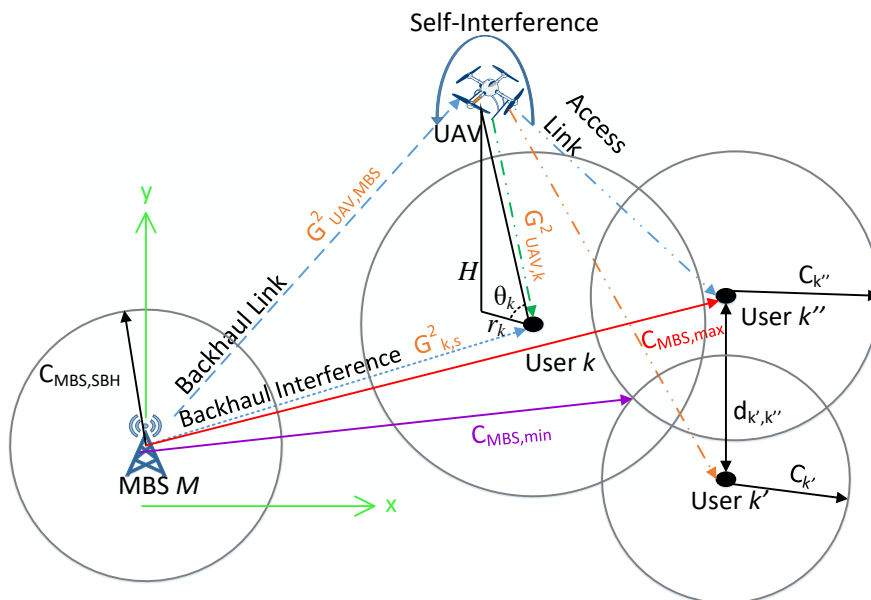 Self-Interference
UAV
Access
Link
y
G²UAV,MBS
G²UAV,k
H
θk
rk
Ck''
User k''
CMBS,max
User k
G²k,s
Backhaul Link
Backhaul Interference
CMBS,SBH
dk',k''
CMBS,min
MBS M
x
Ck'
User k'